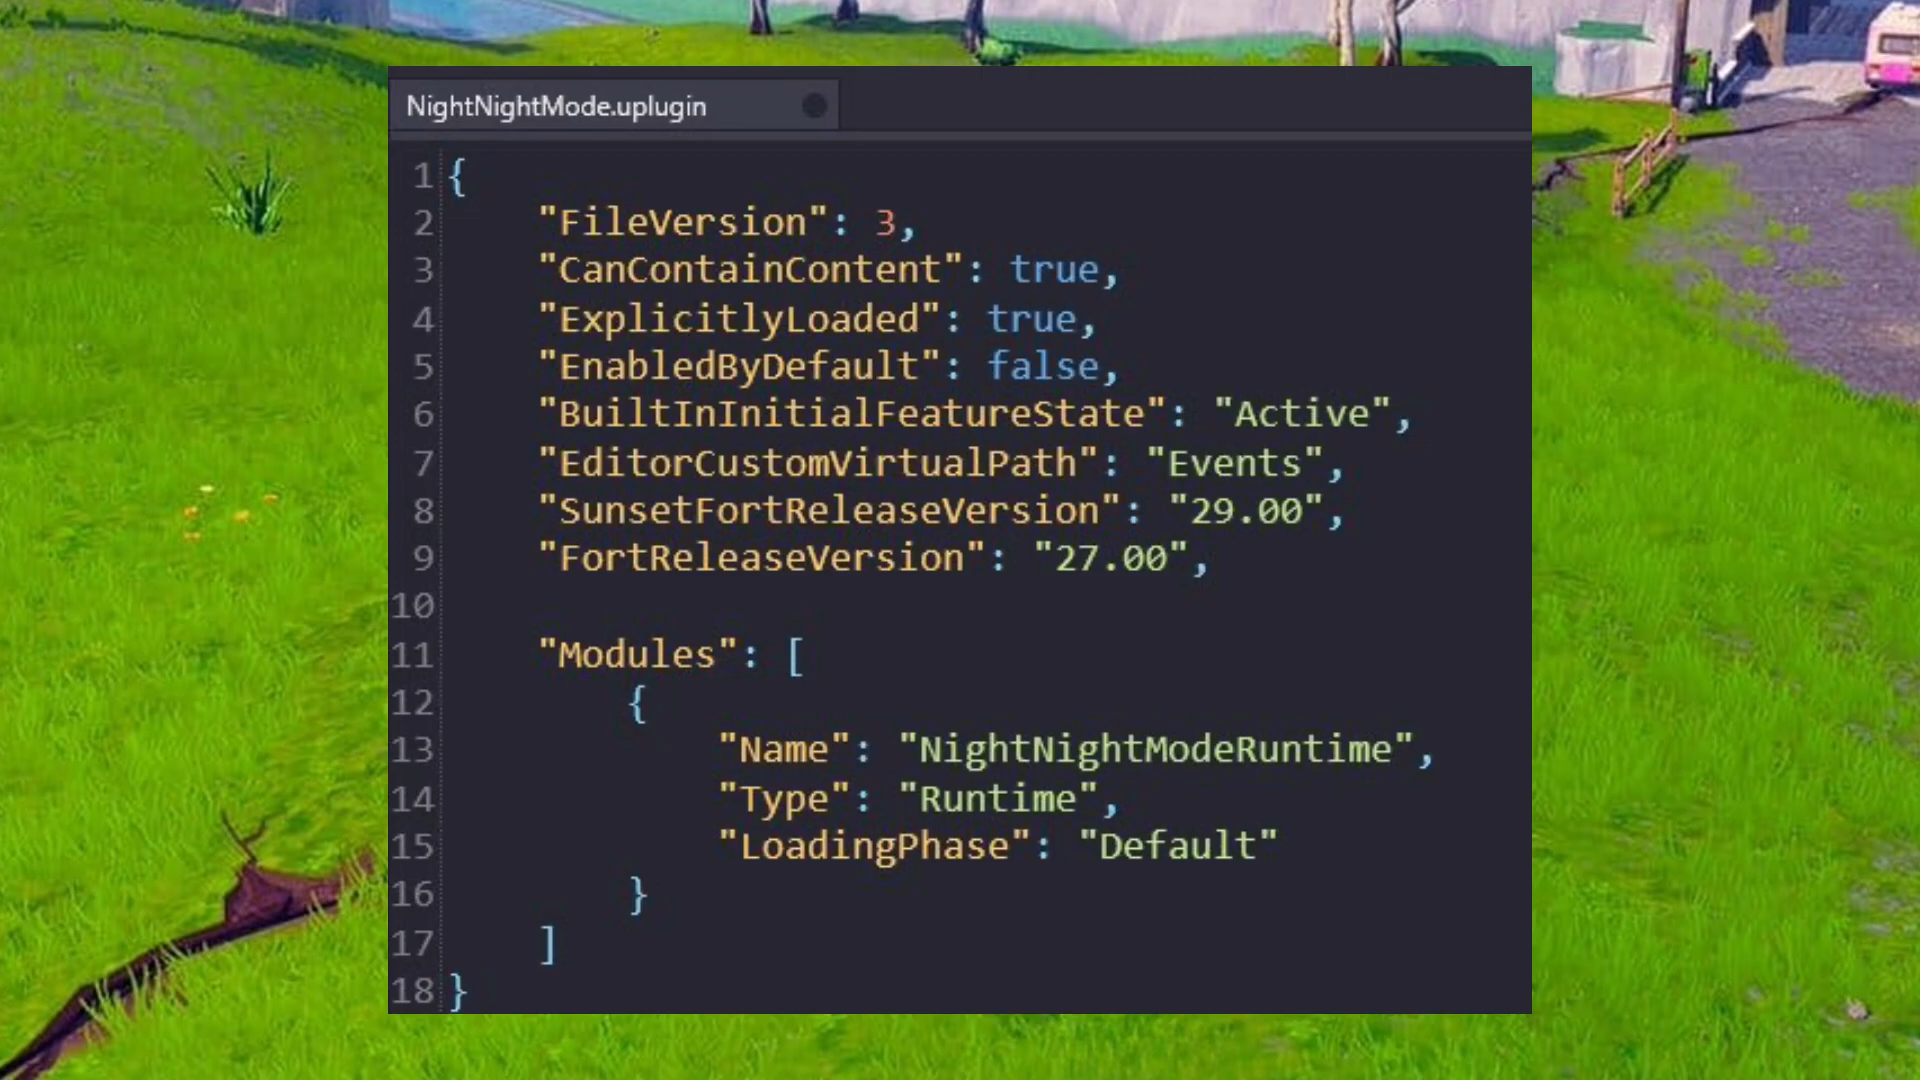 NightNightMode.uplugin
1 {
2 "FileVersion": 3,
3 "CanContainContent": true,
4 "ExplicitlyLoaded": true,
5 "EnabledByDefault": false,
6 "BuiltInInitialFeatureState": "Active",
7 "EditorCustomVirtualPath": "Events",
8 "SunsetFortReleaseVersion": "29.00",
9 "FortReleaseVersion": "27.00",
10
11 "Modules": [
12 {
13 "Name": "NightNightModeRuntime",
14 "Type": "Runtime",
15 "LoadingPhase": "Default"
16 }
17 ]
18 }